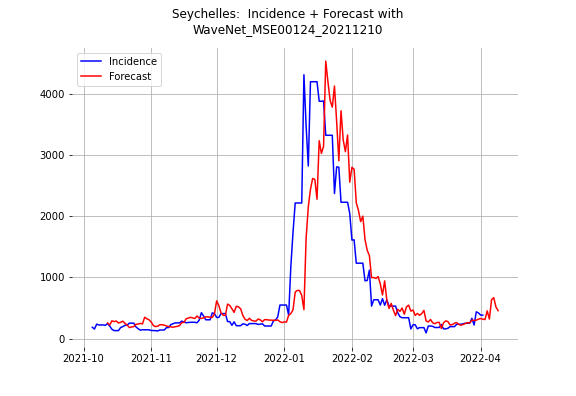 Seychelles:  Incidence + Forecast with
WaveNet_MSE00124_20211210
Incidence
Forecast
4000
3000
2000
1000
0
2021-10 2021-11 2021-12 2022-01 2022-02 2022-03 2022-04